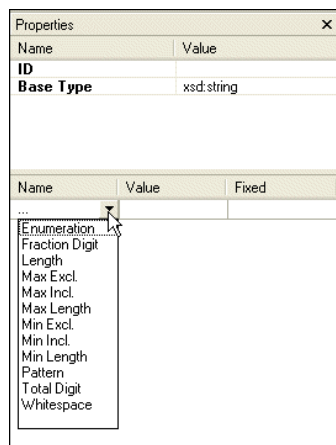 Properties
Name Value
ID
Base Type xsd:string
Name Value Fixed
...
Enumeration
Fraction Digit
Length
Max Excl.
Max Incl.
Max Length
Min Excl.
Min Incl.
Min Length
Pattern
Total Digit
Whitespace